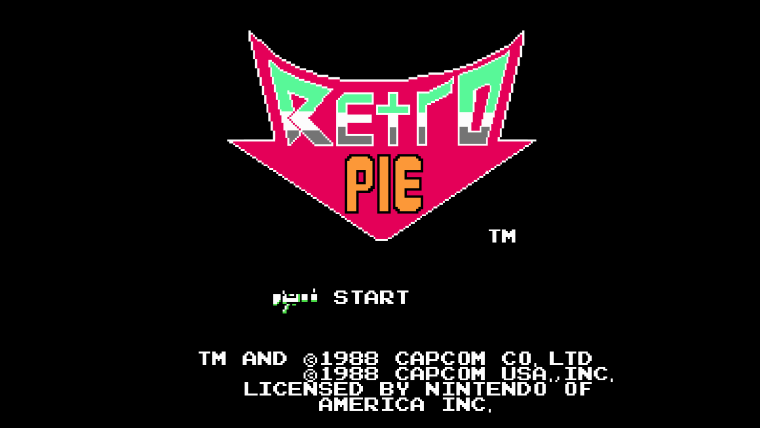 RETRO
PIE
TM
START
TM AND ©1988 CAPCOM CO.LTD
©1988 CAPCOM USA.,INC.
LICENSED BY NINTENDO OF
AMERICA INC.